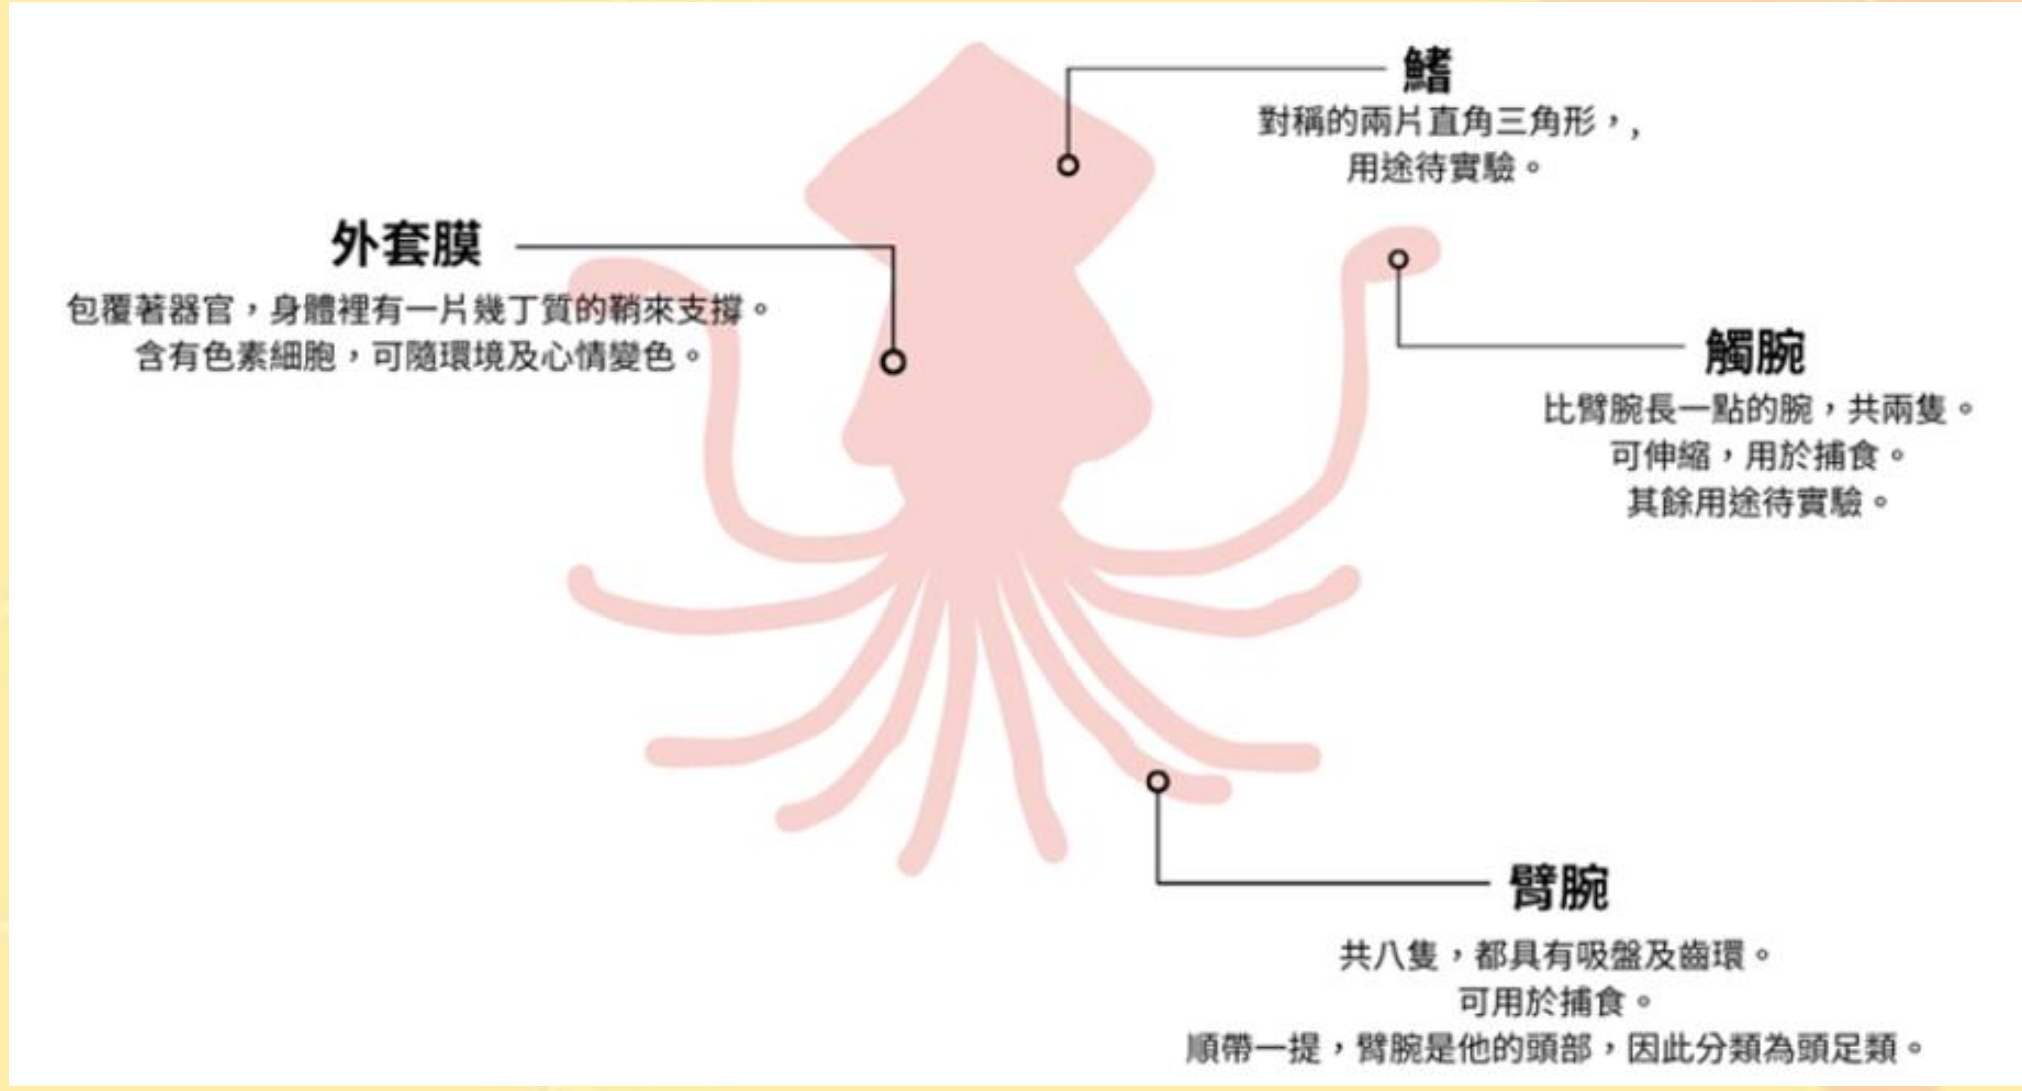 鰭
對稱的兩片直角三角形，,
用途待實驗。
外套膜
包覆著器官，身體裡有一片幾丁質的鞘來支撐。
含有色素細胞，可隨環境及心情變色。
觸腕
比臂腕長一點的腕，共兩隻。
可伸縮，用於捕食。
其餘用途待實驗。
臂腕
共八隻，都具有吸盤及齒環。
可用於捕食。
順帶一提，臂腕是他的頭部，因此分類為頭足類。